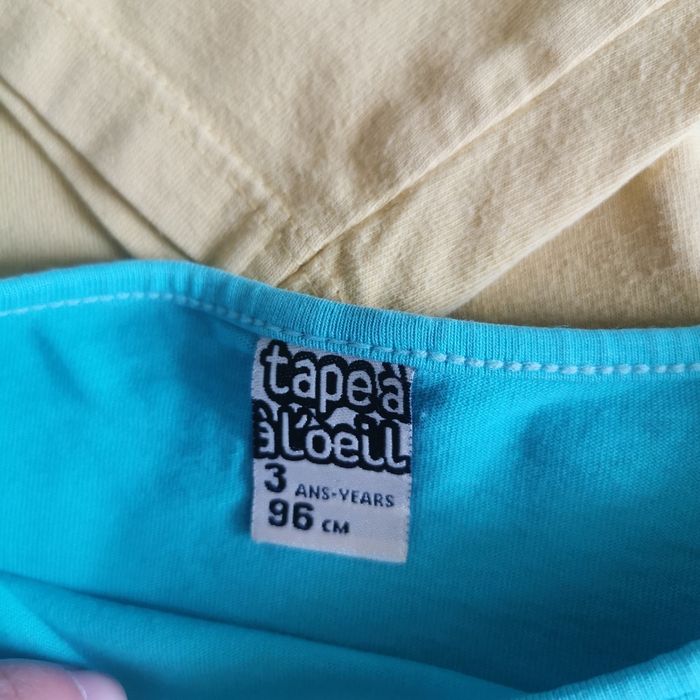 tape à
à l'oeil
3 ANS-YEARS
96 CM